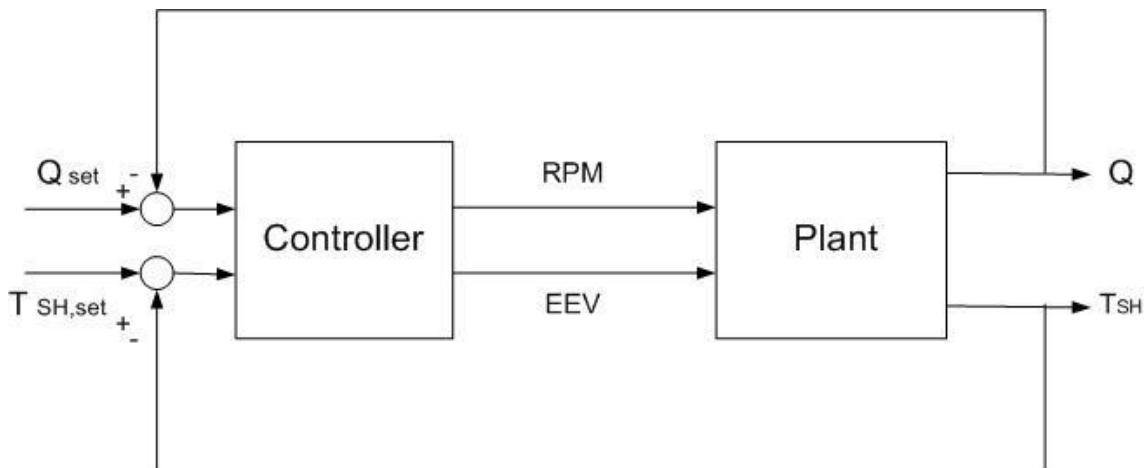 Q set
+
-
Controller
RPM
Plant
Q
T SH,set
+
-
EEV
TSH